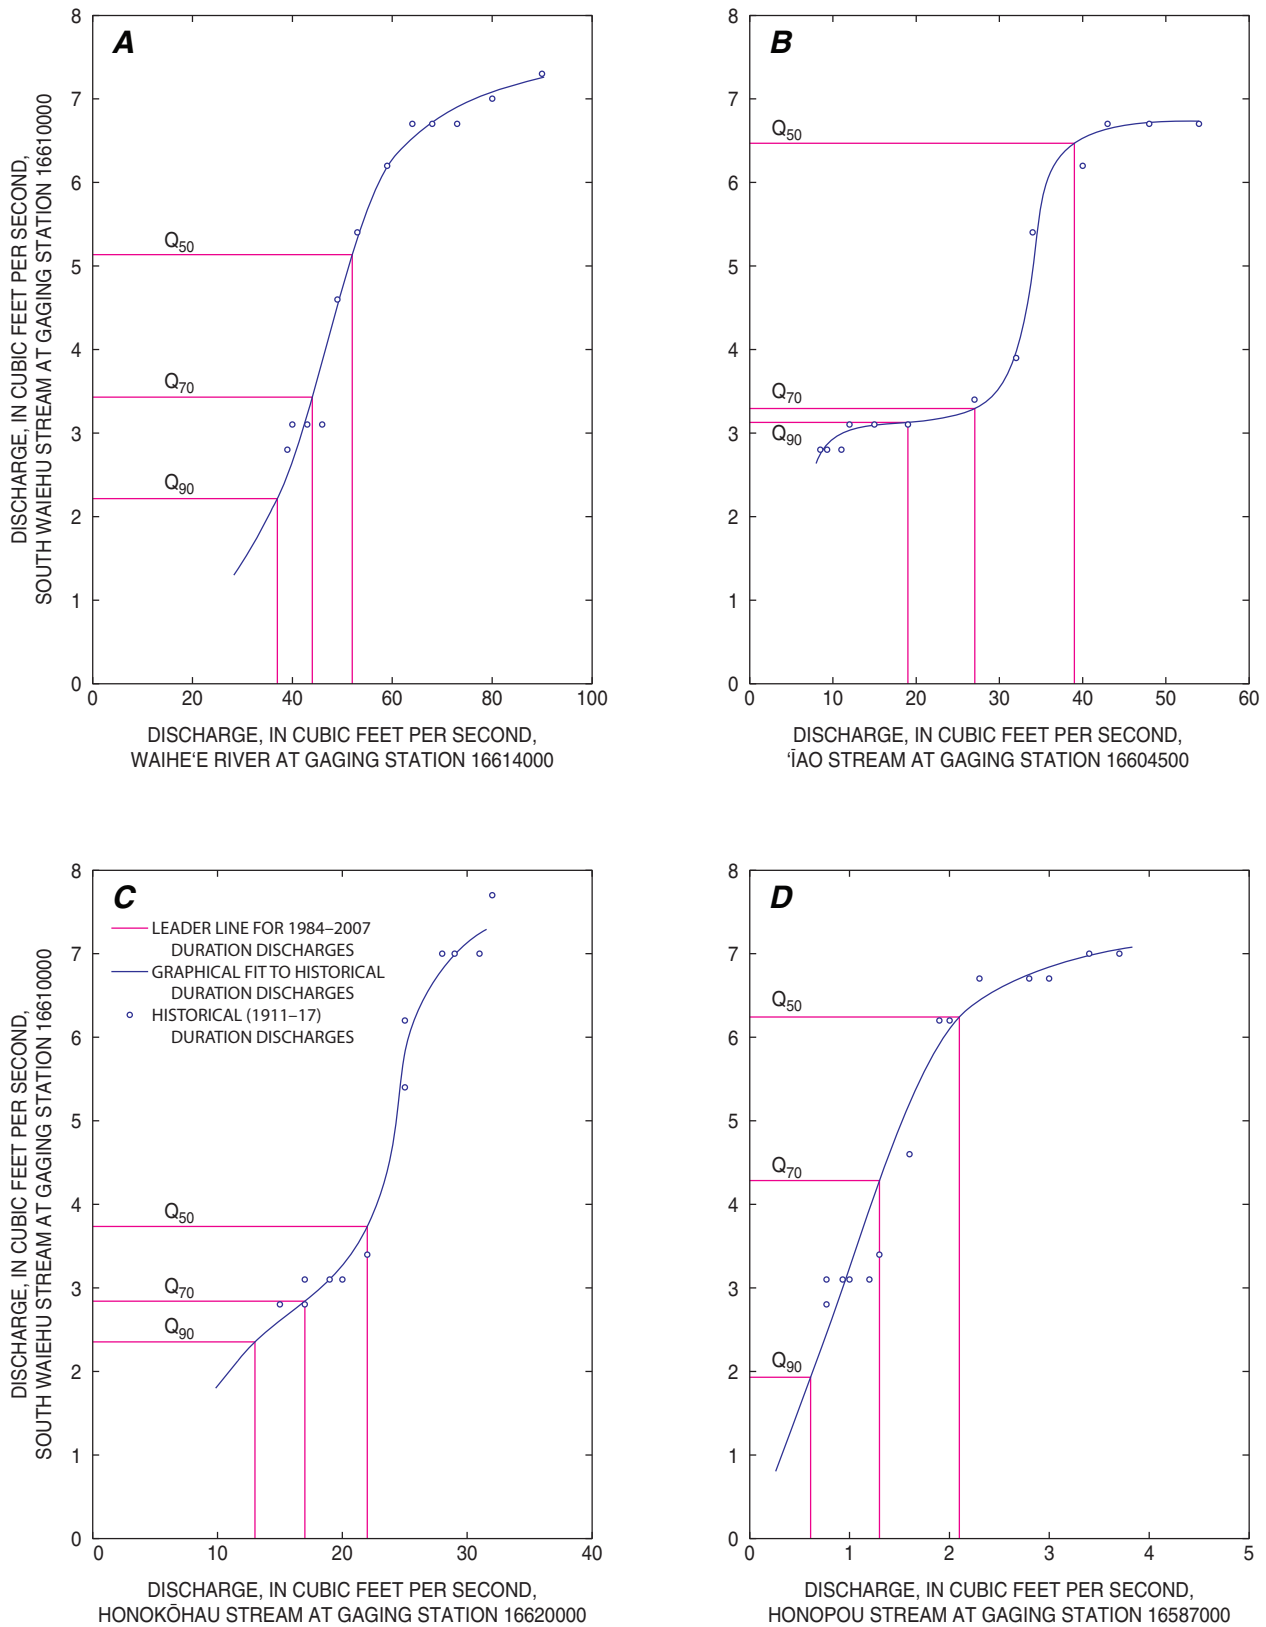 A
8
7
6
5
4
3
2
1
0
Q50
Q70
Q90
0 20 40 60 80 100
DISCHARGE, IN CUBIC FEET PER SECOND,
SOUTH WAIEHU STREAM AT GAGING STATION 16610000
DISCHARGE, IN CUBIC FEET PER SECOND,
WAIHEʻE RIVER AT GAGING STATION 16614000
B
8
7
6
5
4
3
2
1
0
Q50
Q70
Q90
0 10 20 30 40 50 60
DISCHARGE, IN CUBIC FEET PER SECOND,
ʻĪAO STREAM AT GAGING STATION 16604500
C
8
7
6
5
4
3
2
1
0
LEADER LINE FOR 1984–2007
DURATION DISCHARGES
GRAPHICAL FIT TO HISTORICAL
DURATION DISCHARGES
HISTORICAL (1911–17)
DURATION DISCHARGES
Q50
Q70
Q90
0 10 20 30 40
DISCHARGE, IN CUBIC FEET PER SECOND,
SOUTH WAIEHU STREAM AT GAGING STATION 16610000
DISCHARGE, IN CUBIC FEET PER SECOND,
HONOKŌHAU STREAM AT GAGING STATION 16620000
D
8
7
6
5
4
3
2
1
0
Q50
Q70
Q90
0 1 2 3 4 5
DISCHARGE, IN CUBIC FEET PER SECOND,
HONOPOU STREAM AT GAGING STATION 16587000